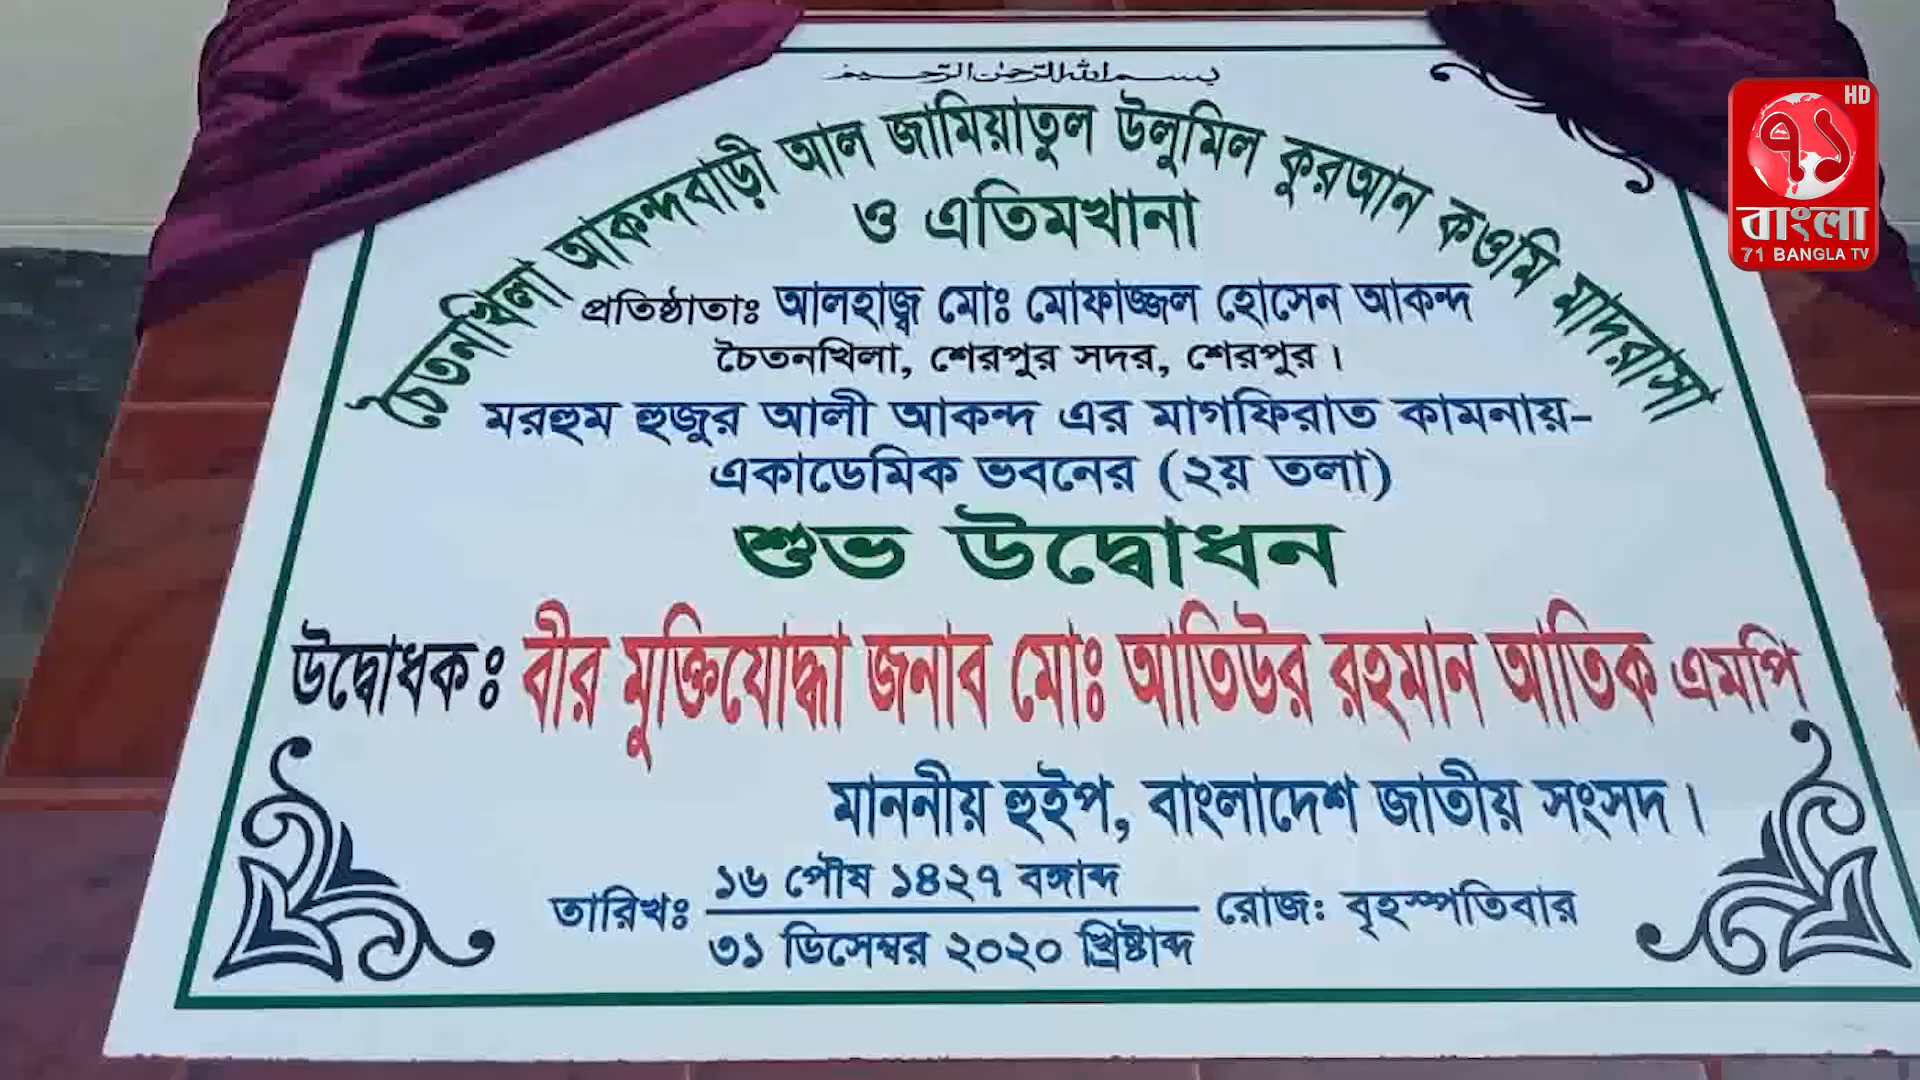 بسم الله الرحمن الرحيم
চৈতনখিলা আকন্দবাড়ী আল জামিয়াতুল উলুমিল কুরআন কওমি মাদরাসা
ও এতিমখানা
প্রতিষ্ঠাতাঃ আলহাজ্ব মোঃ মোফাজ্জল হোসেন আকন্দ
চৈতনখিলা, শেরপুর সদর, শেরপুর।
মরহুম হুজুর আলী আকন্দ এর মাগফিরাত কামনায়-
একাডেমিক ভবনের (২য় তলা)
শুভ উদ্বোধন
উদ্বোধক: বীর মুক্তিযোদ্ধা জনাব মোঃ আতিউর রহমান আতিক এমপি
মাননীয় হুইপ, বাংলাদেশ জাতীয় সংসদ।
তারিখঃ ১৬ পৌষ ১৪২৭ বঙ্গাব্দ রোজ: বৃহস্পতিবার
৩১ ডিসেম্বর ২০২০ খ্রিষ্টাব্দ
HD
৭১
বাংলা
71 BANGLA TV